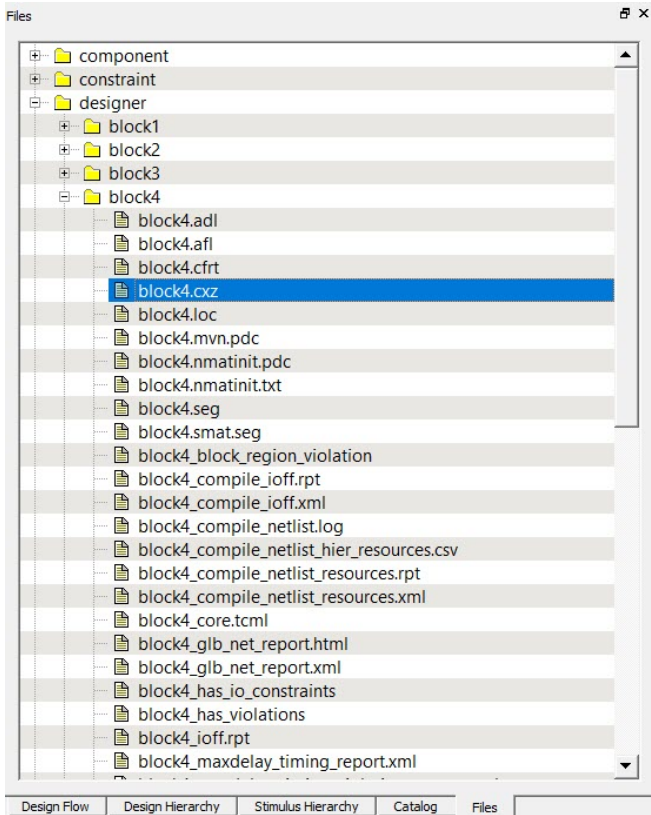 Files
component
constraint
designer
block1
block2
block3
block4
block4.adl
block4.afl
block4.cfrt
block4.cxz
block4.loc
block4.mvn.pdc
block4.nmatinit.pdc
block4.nmatinit.txt
block4.seg
block4.smat.seg
block4_block_region_violation
block4_compile_ioff.rpt
block4_compile_ioff.xml
block4_compile_netlist.log
block4_compile_netlist_hier_resources.csv
block4_compile_netlist_resources.rpt
block4_compile_netlist_resources.xml
block4_core.tcml
block4_glb_net_report.html
block4_glb_net_report.xml
block4_has_io_constraints
block4_has_violations
block4_ioff.rpt
block4_maxdelay_timing_report.xml
Design Flow Design Hierarchy Stimulus Hierarchy Catalog Files